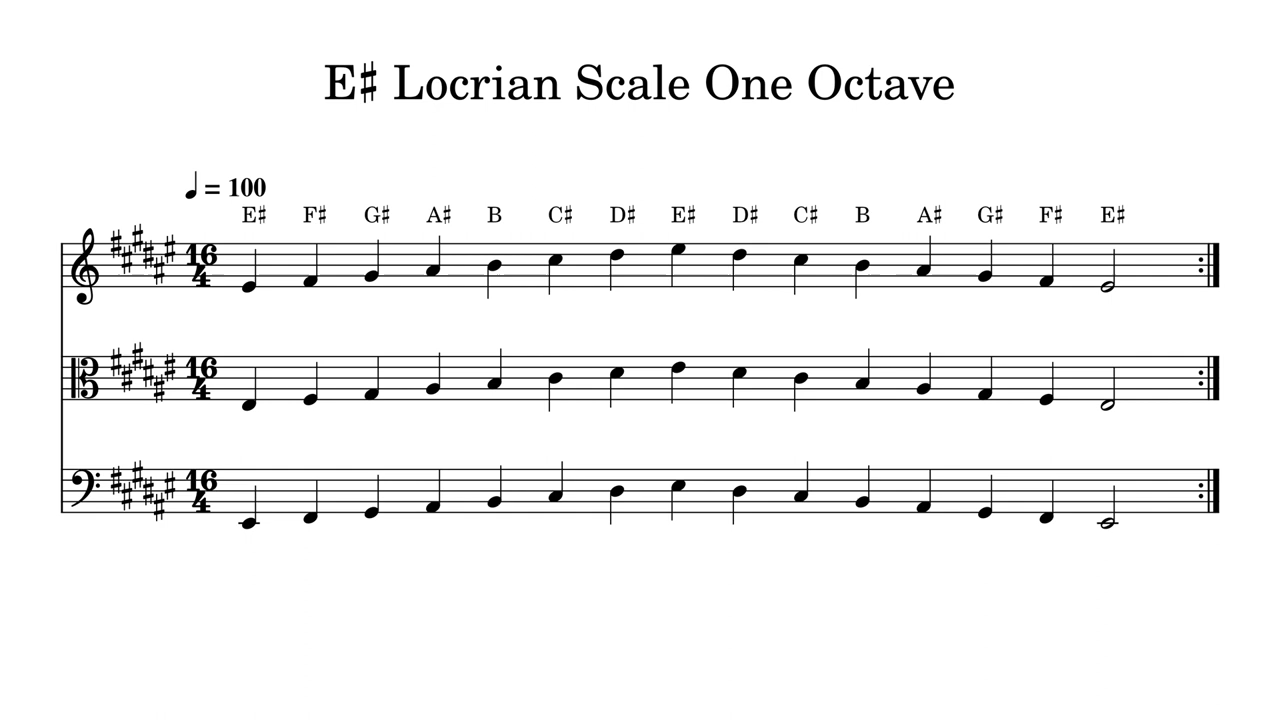 E♯ Locrian Scale One Octave
♩ = 100
E♯ F♯ G♯ A♯ B C♯ D♯ E♯ D♯ C♯ B A♯ G♯ F♯ E♯
16
4
16
4
16
4